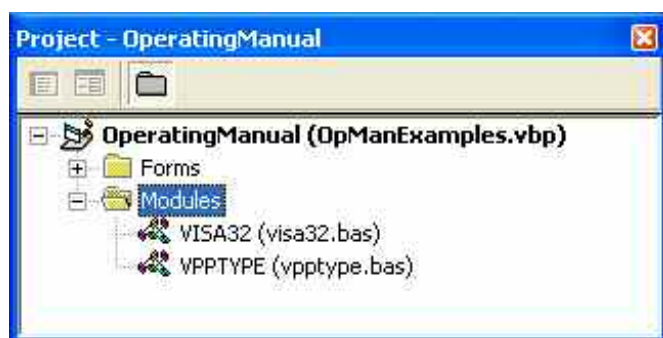 Project - OperatingManual
OperatingManual (OpManExamples.vbp)
Forms
Modules
VISA32 (visa32.bas)
VPPTYPE (vpptype.bas)